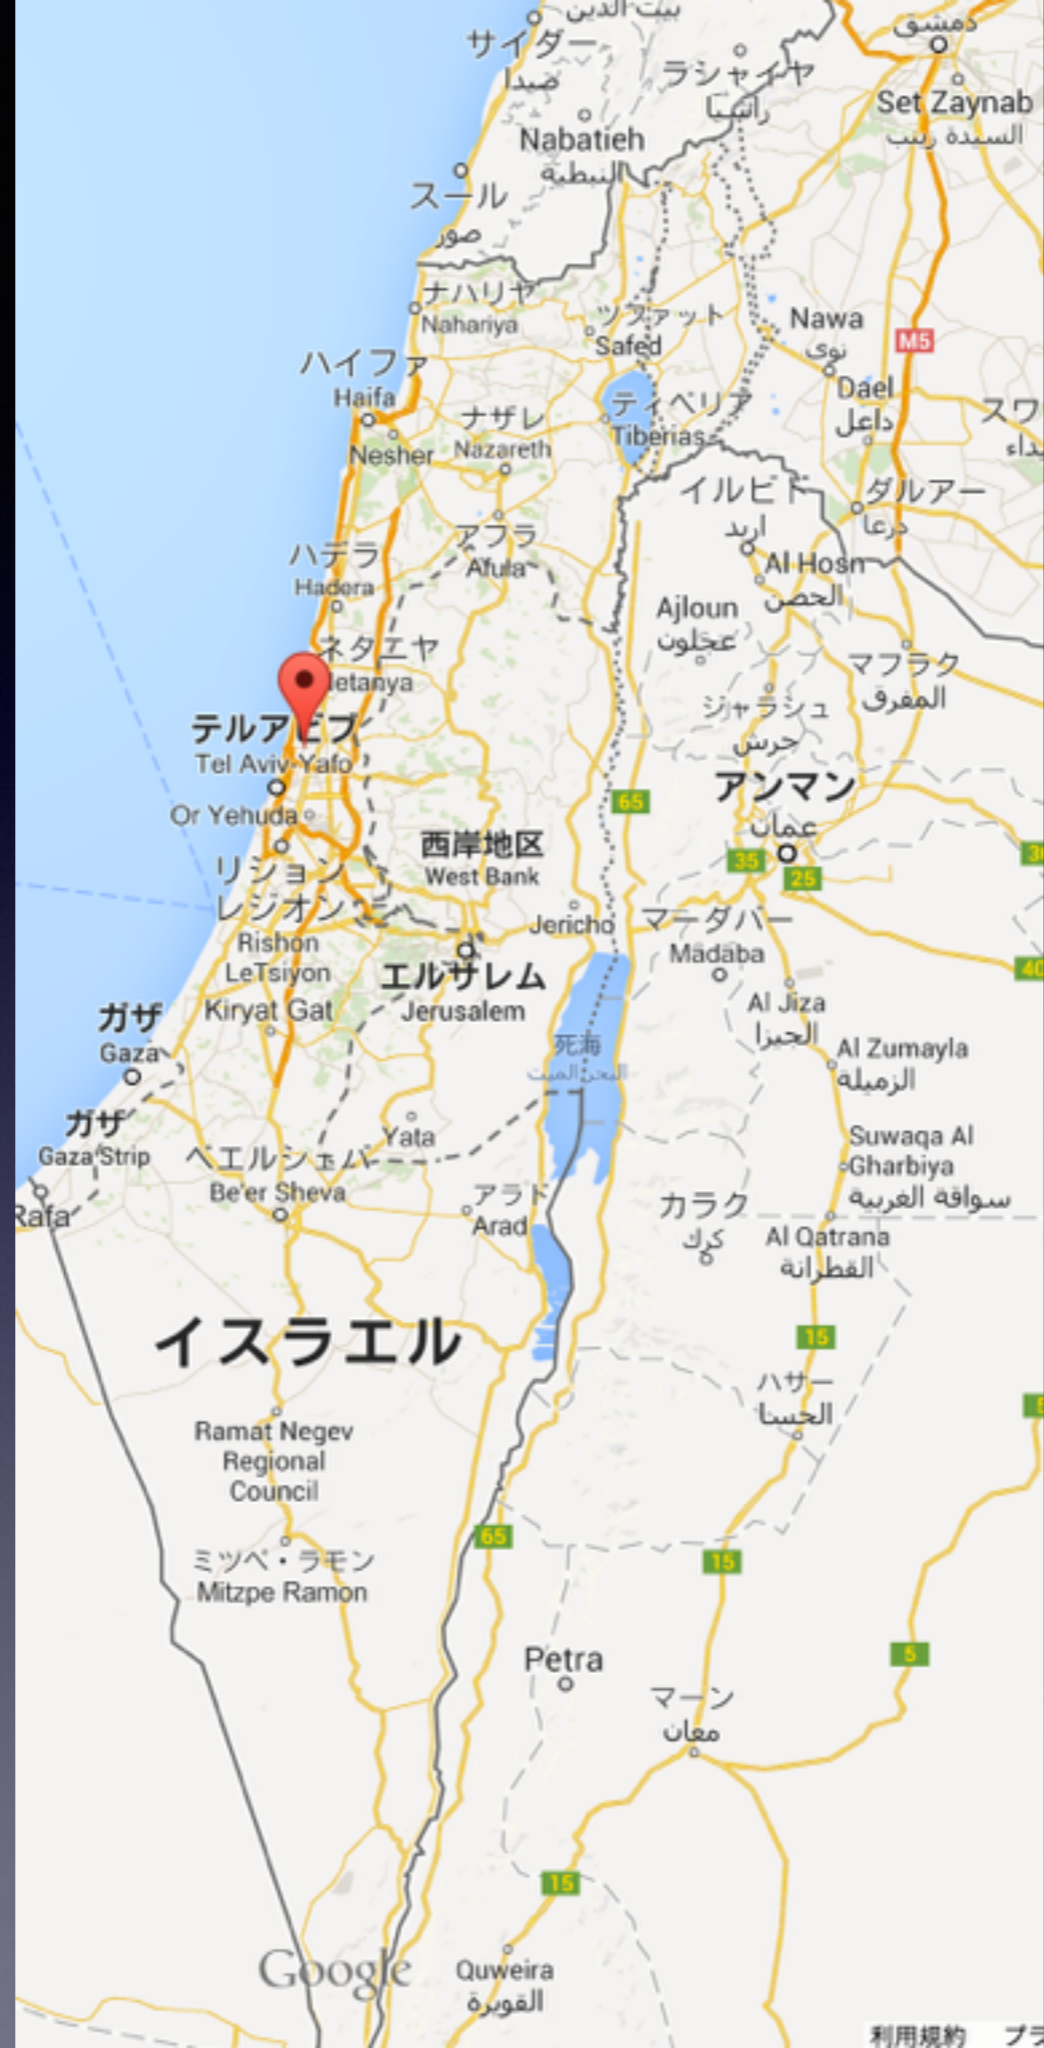 بيت الدين
サイダー
صيدا
دمشق
ラシャイヤ
راشيا
Set Zaynab
السيدة زينب
Nabatieh
النبطية
スール
صور
ナハリヤ
Nahariya
ツファット
Safed
Nawa
نوى
M5
ハイファ
Haifa
Dael
داعل
ティベリア
Tiberias
ナザレ
Nazareth
Nesher
スワ
イルビド
اربد
ダルアー
درعا
アフラ
Afula
ハデラ
Hadera
Al Hosn
الحصن
Ajloun
عجلون
ネタニヤ
Netanya
マフラク
المفرق
ジャラシュ
جرش
テルアビブ
Tel Aviv-Yafo
アンマン
عمان
65
Or Yehuda
西岸地区
West Bank
35
25
リション
レジオン
Rishon
LeTsiyon
Jericho
マーダバー
Madaba
40
エルサレム
Jerusalem
Kiryat Gat
ガザ
Gaza
Al Jiza
الجيزا
死海
البحر الميت
Al Zumayla
الزميلة
ガザ
Gaza Strip
Yata
ベエルシェバ
Be'er Sheva
Suwaqa Al
Gharbiya
سواقة الغربية
Rafa
アラド
Arad
カラク
كرك
Al Qatrana
القطرانة
イスラエル
15
ハサー
الحسا
Ramat Negev
Regional
Council
65
15
ミツペ・ラモン
Mitzpe Ramon
Petra
5
マーン
معان
15
Google
Quweira
القويرة
利用規約
プラ